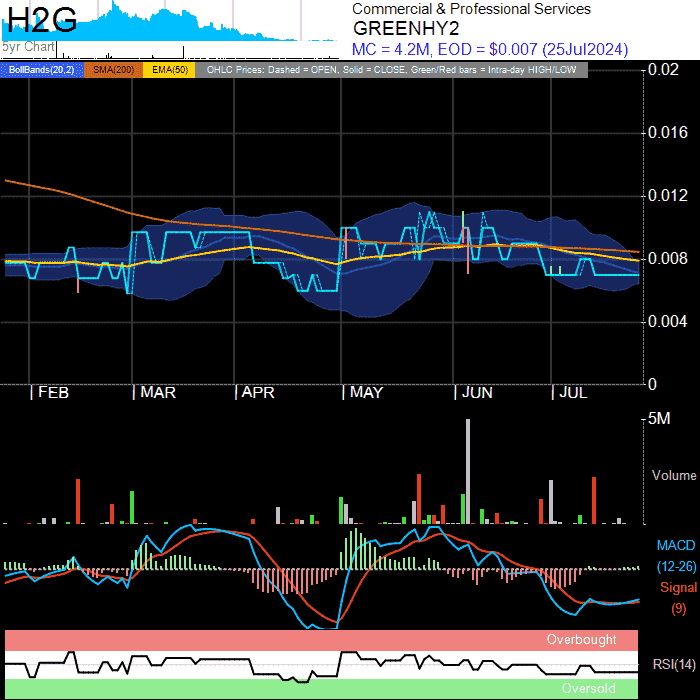 H2G
5yr Chart
Commercial & Professional Services
GREENHY2
MC = 4.2M, EOD = $0.007 (25Jul2024)
BollBands(20,2) SMA(200) EMA(50) OHLC Prices: Dashed = OPEN, Solid = CLOSE, Green/Red bars = Intra-day HIGH/LOW
0.02
0.016
0.012
0.008
0.004
0
| FEB | MAR | APR | MAY | JUN | JUL
5M
Volume
MACD
(12-26)
Signal
(9)
Overbought
RSI(14)
Oversold